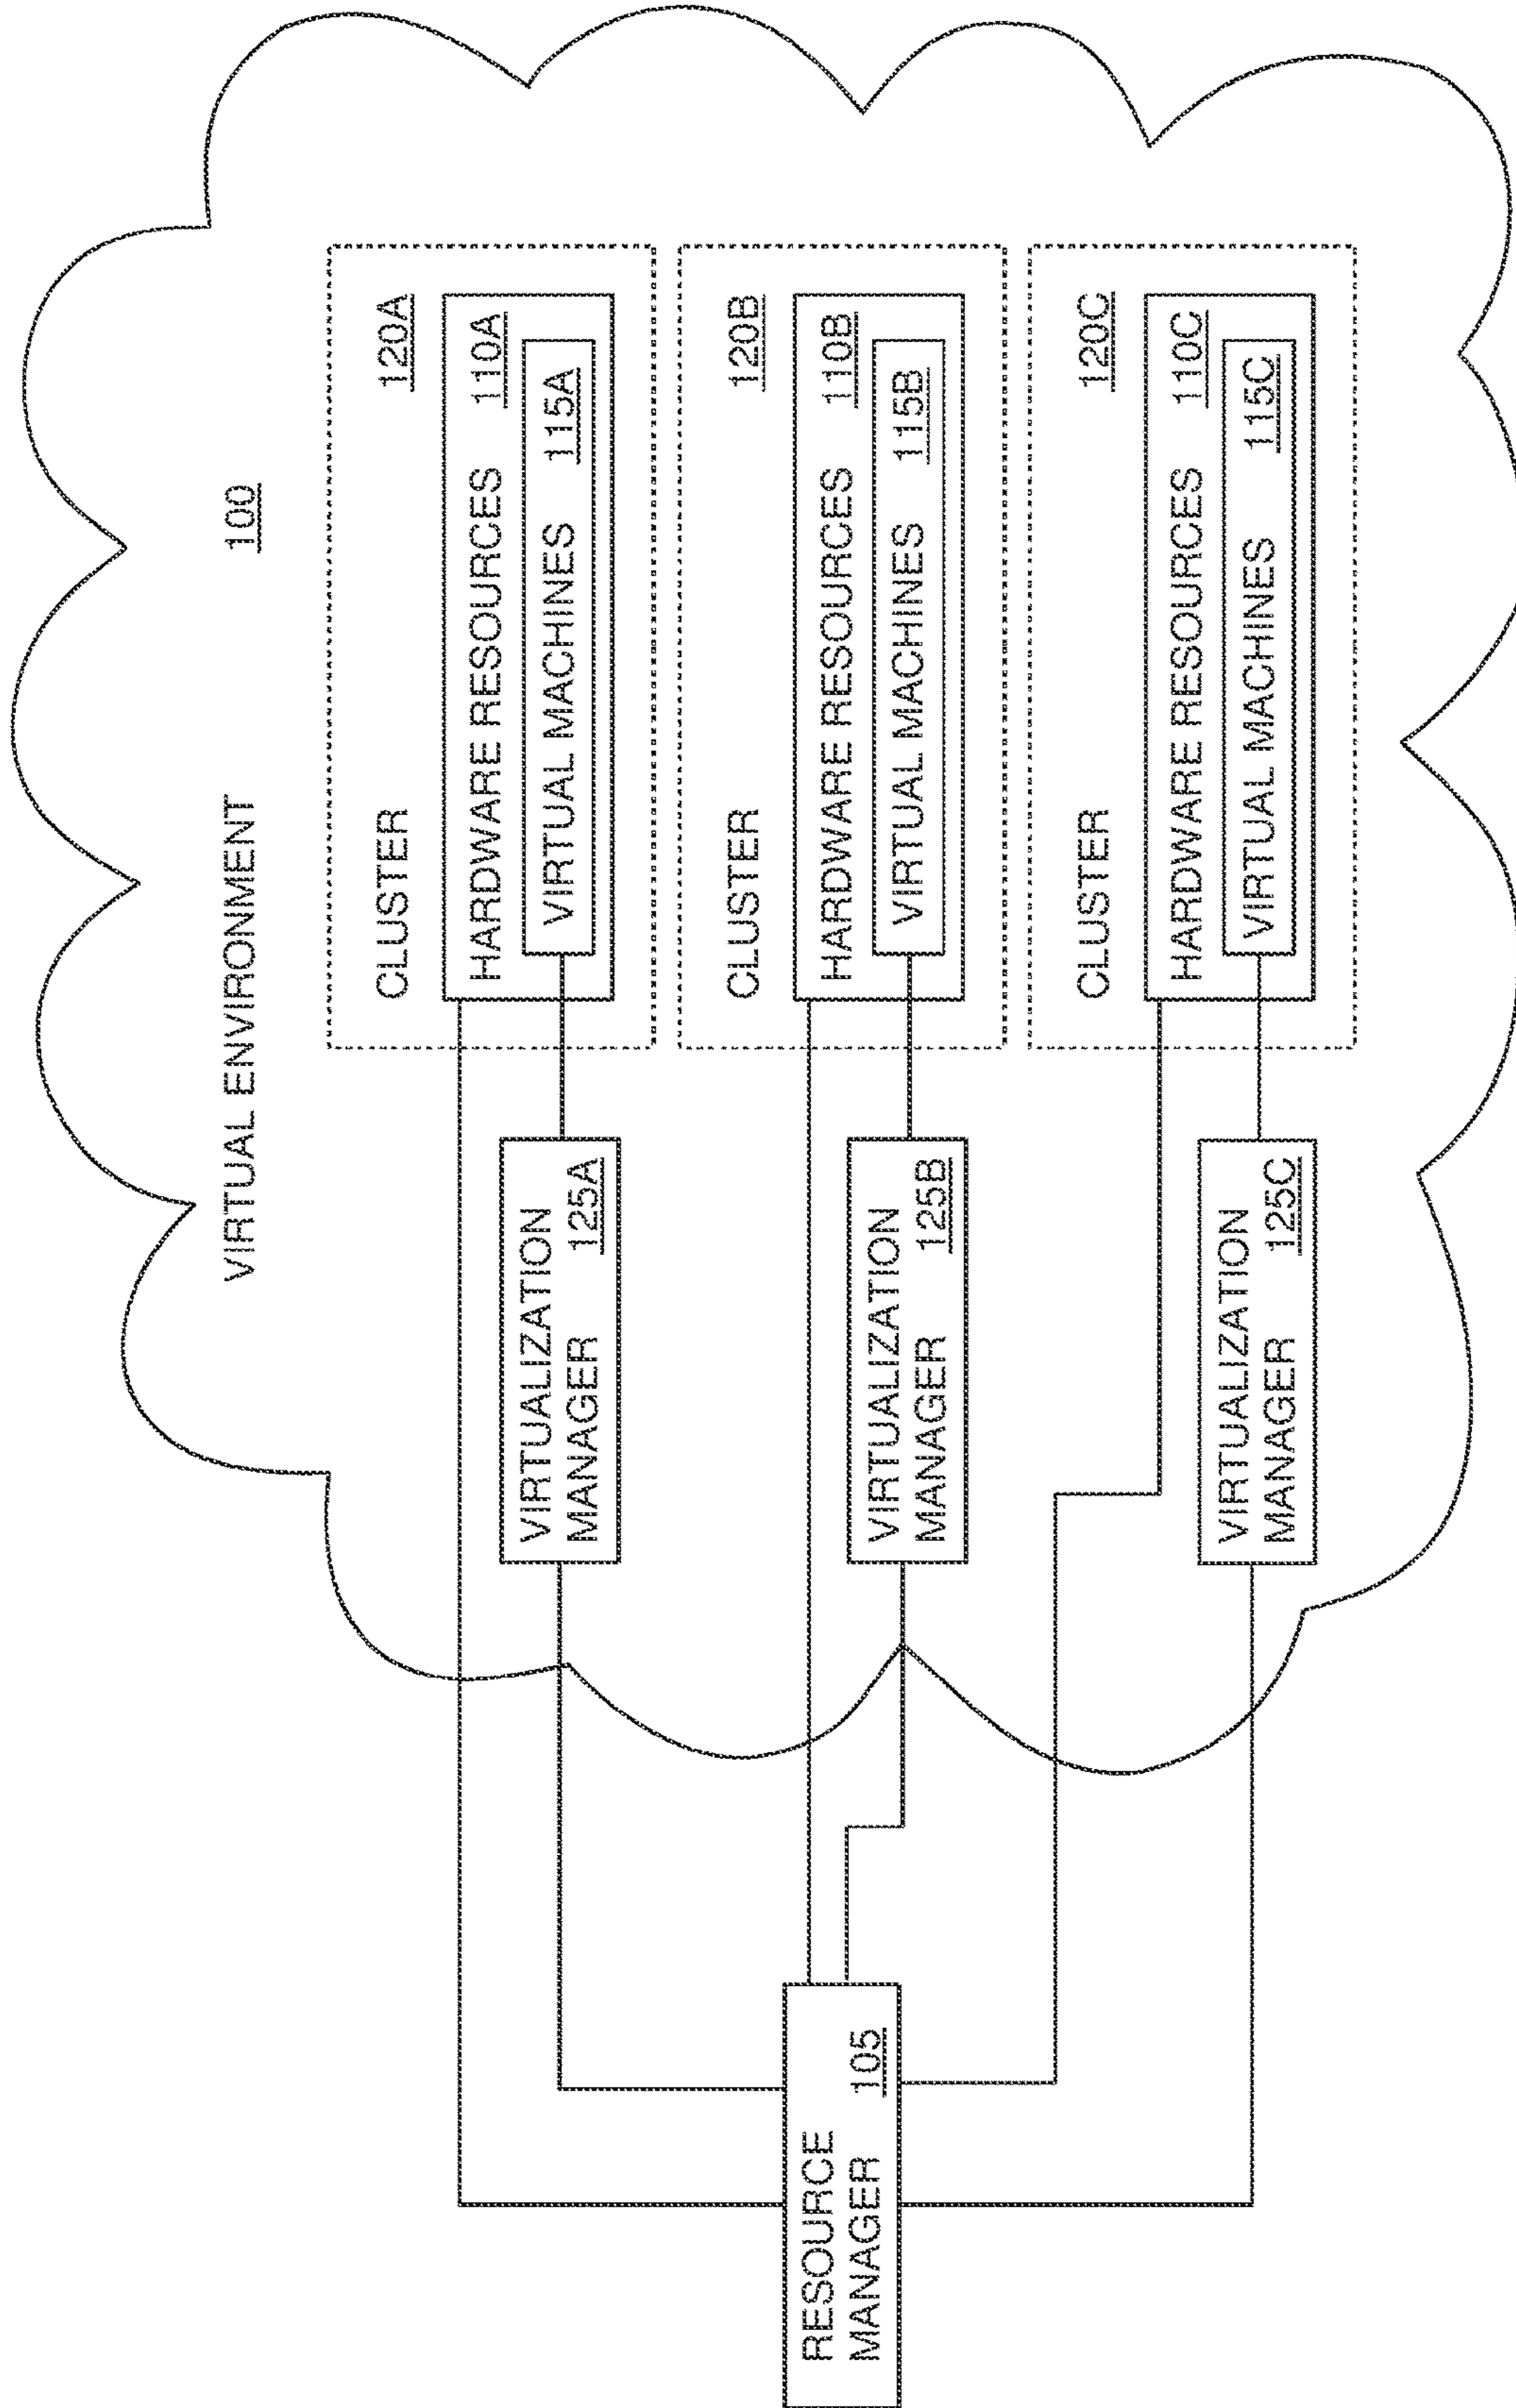 VIRTUAL ENVIRONMENT 100
CLUSTER 120A
HARDWARE RESOURCES 110A
VIRTUAL MACHINES 115A
VIRTUALIZATION
MANAGER 125A
CLUSTER 120B
HARDWARE RESOURCES 110B
VIRTUAL MACHINES 115B
VIRTUALIZATION
MANAGER 125B
RESOURCE
MANAGER 105
CLUSTER 120C
HARDWARE RESOURCES 110C
VIRTUAL MACHINES 115C
VIRTUALIZATION
MANAGER 125C